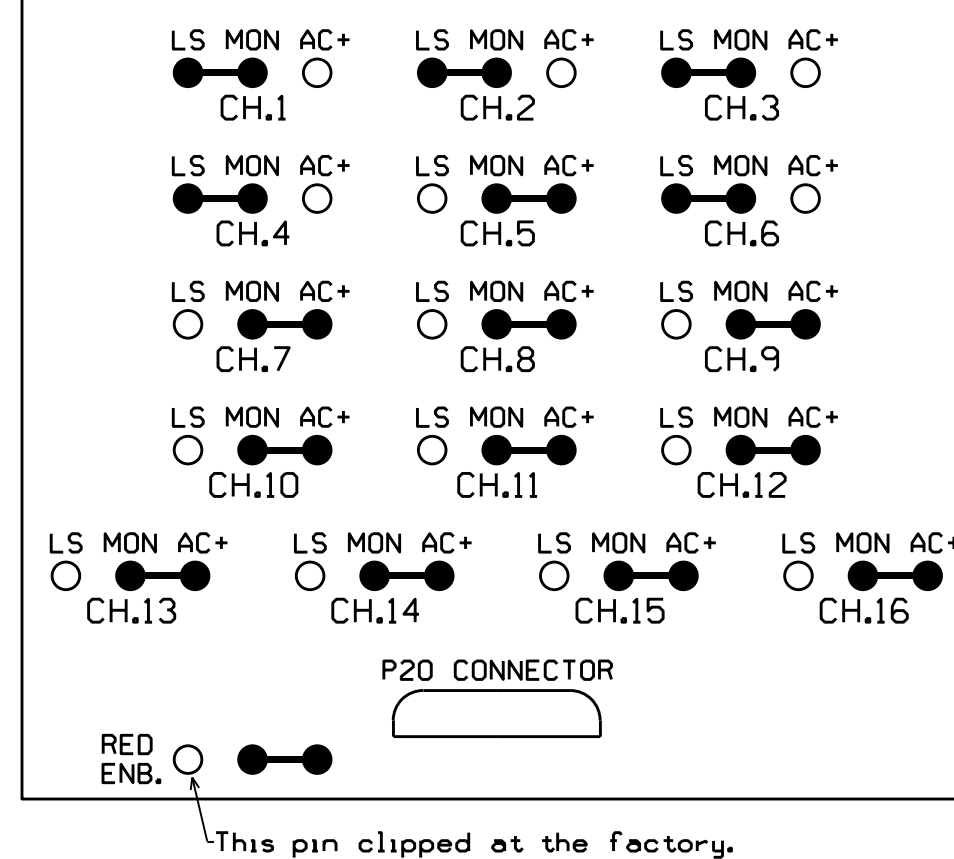 LS MON AC+ LS MON AC+ LS MON AC+
CH.1 CH.2 CH.3
LS MON AC+ LS MON AC+ LS MON AC+
CH.4 CH.5 CH.6
LS MON AC+ LS MON AC+ LS MON AC+
CH.7 CH.8 CH.9
LS MON AC+ LS MON AC+ LS MON AC+
CH.10 CH.11 CH.12
LS MON AC+ LS MON AC+ LS MON AC+ LS MON AC+
CH.13 CH.14 CH.15 CH.16
P20 CONNECTOR
RED
ENB.
This pin clipped at the factory.